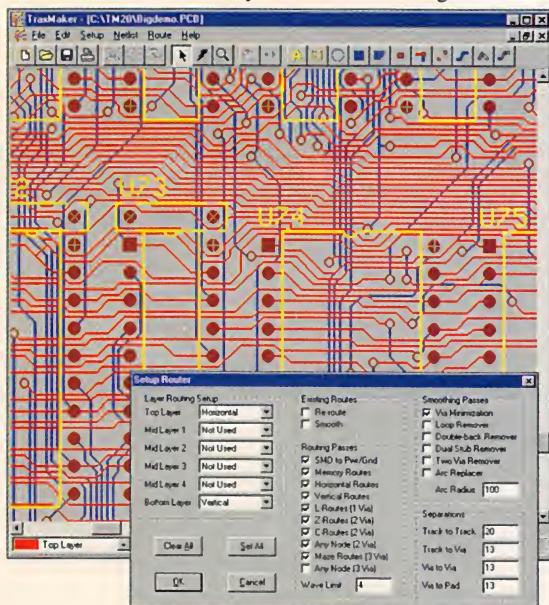 TraxMaker - [C:\TM20\Bigdemo.PCB]
File Edit Setup Netlist Route Help
U73
U74
U75
Setup Router
Layer Routing Setup
Top Layer Horizontal
Mid Layer 1 Not Used
Mid Layer 2 Not Used
Mid Layer 3 Not Used
Mid Layer 4 Not Used
Bottom Layer Vertical
Clear All
Set All
OK
Cancel
Existing Routes
Re-route
Smooth
Routing Passes
SMD to Pwr/Gnd
Memory Routes
Horizontal Routes
Vertical Routes
L Routes (1 Via)
Z Routes (2 Via)
C Routes (2 Via)
Any Node (2 Via)
Maze Routes (3 Via)
Any Node (3 Via)
Wave Limit 4
Smoothing Passes
Via Minimization
Loop Remover
Double-back Remover
Dual Stub Remover
Two Via Remover
Arc Replacer
Arc Radius 100
Separations
Track to Track 20
Track to Via 13
Via to Via 13
Via to Pad 13
Top Layer